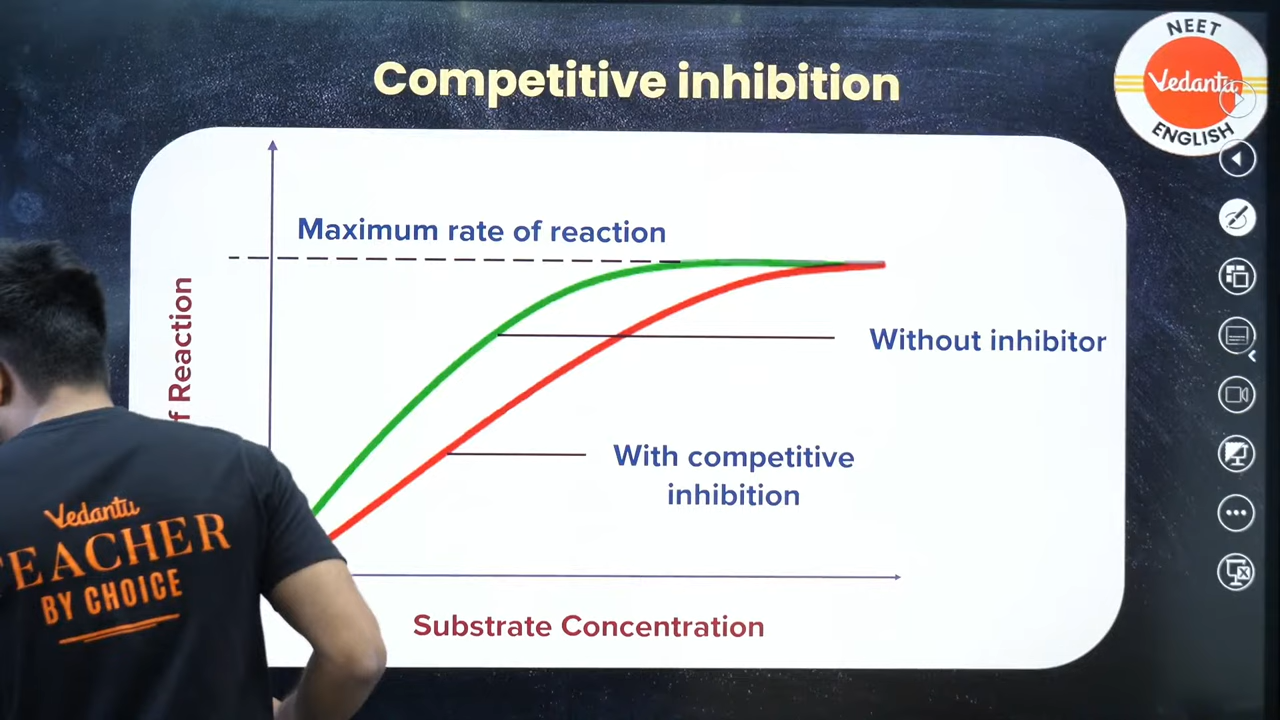 Competitive inhibition
NEET
Vedantu
ENGLISH
Maximum rate of reaction
Reaction
Without inhibitor
With competitive
inhibition
Substrate Concentration
Vedantu
TEACHER
BY CHOICE